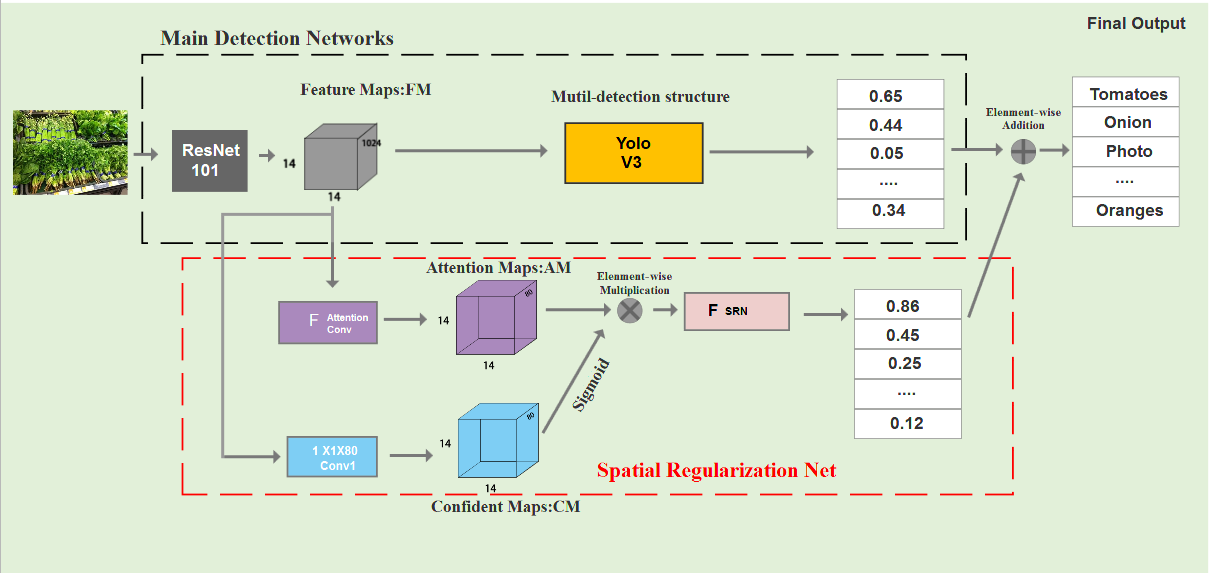 Final Output
Main Detection Networks
Feature Maps:FM
Mutil-detection structure
ResNet
101
1024
14
14
Yolo
V3
0.65
0.44
0.05
....
0.34
Elenment-wise
Addition
Tomatoes
Onion
Photo
....
Oranges
Attention Maps:AM
Elenment-wise
Multiplication
F Attention
Conv
80
14
14
F SRN
0.86
0.45
0.25
....
0.12
Sigmoid
1 X1X80
Conv1
80
14
14
Spatial Regularization Net
Confident Maps:CM